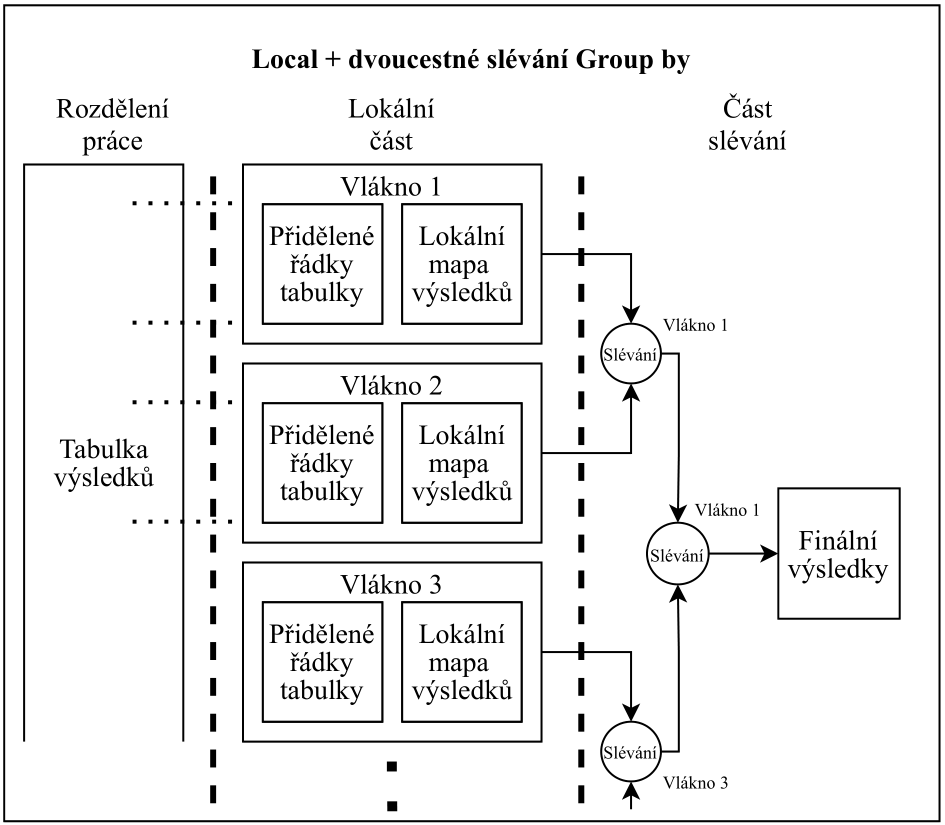 Local + dvoucestné slévání Group by
Rozdělení
práce
Lokální
část
Část
slévání
Tabulka
výsledků
Vlákno 1
Přidělené
řádky
tabulky
Lokální
mapa
výsledků
Vlákno 2
Přidělené
řádky
tabulky
Lokální
mapa
výsledků
Vlákno 3
Přidělené
řádky
tabulky
Lokální
mapa
výsledků
Vlákno 1
Slévání
Vlákno 1
Slévání
Slévání
Vlákno 3
Finální
výsledky